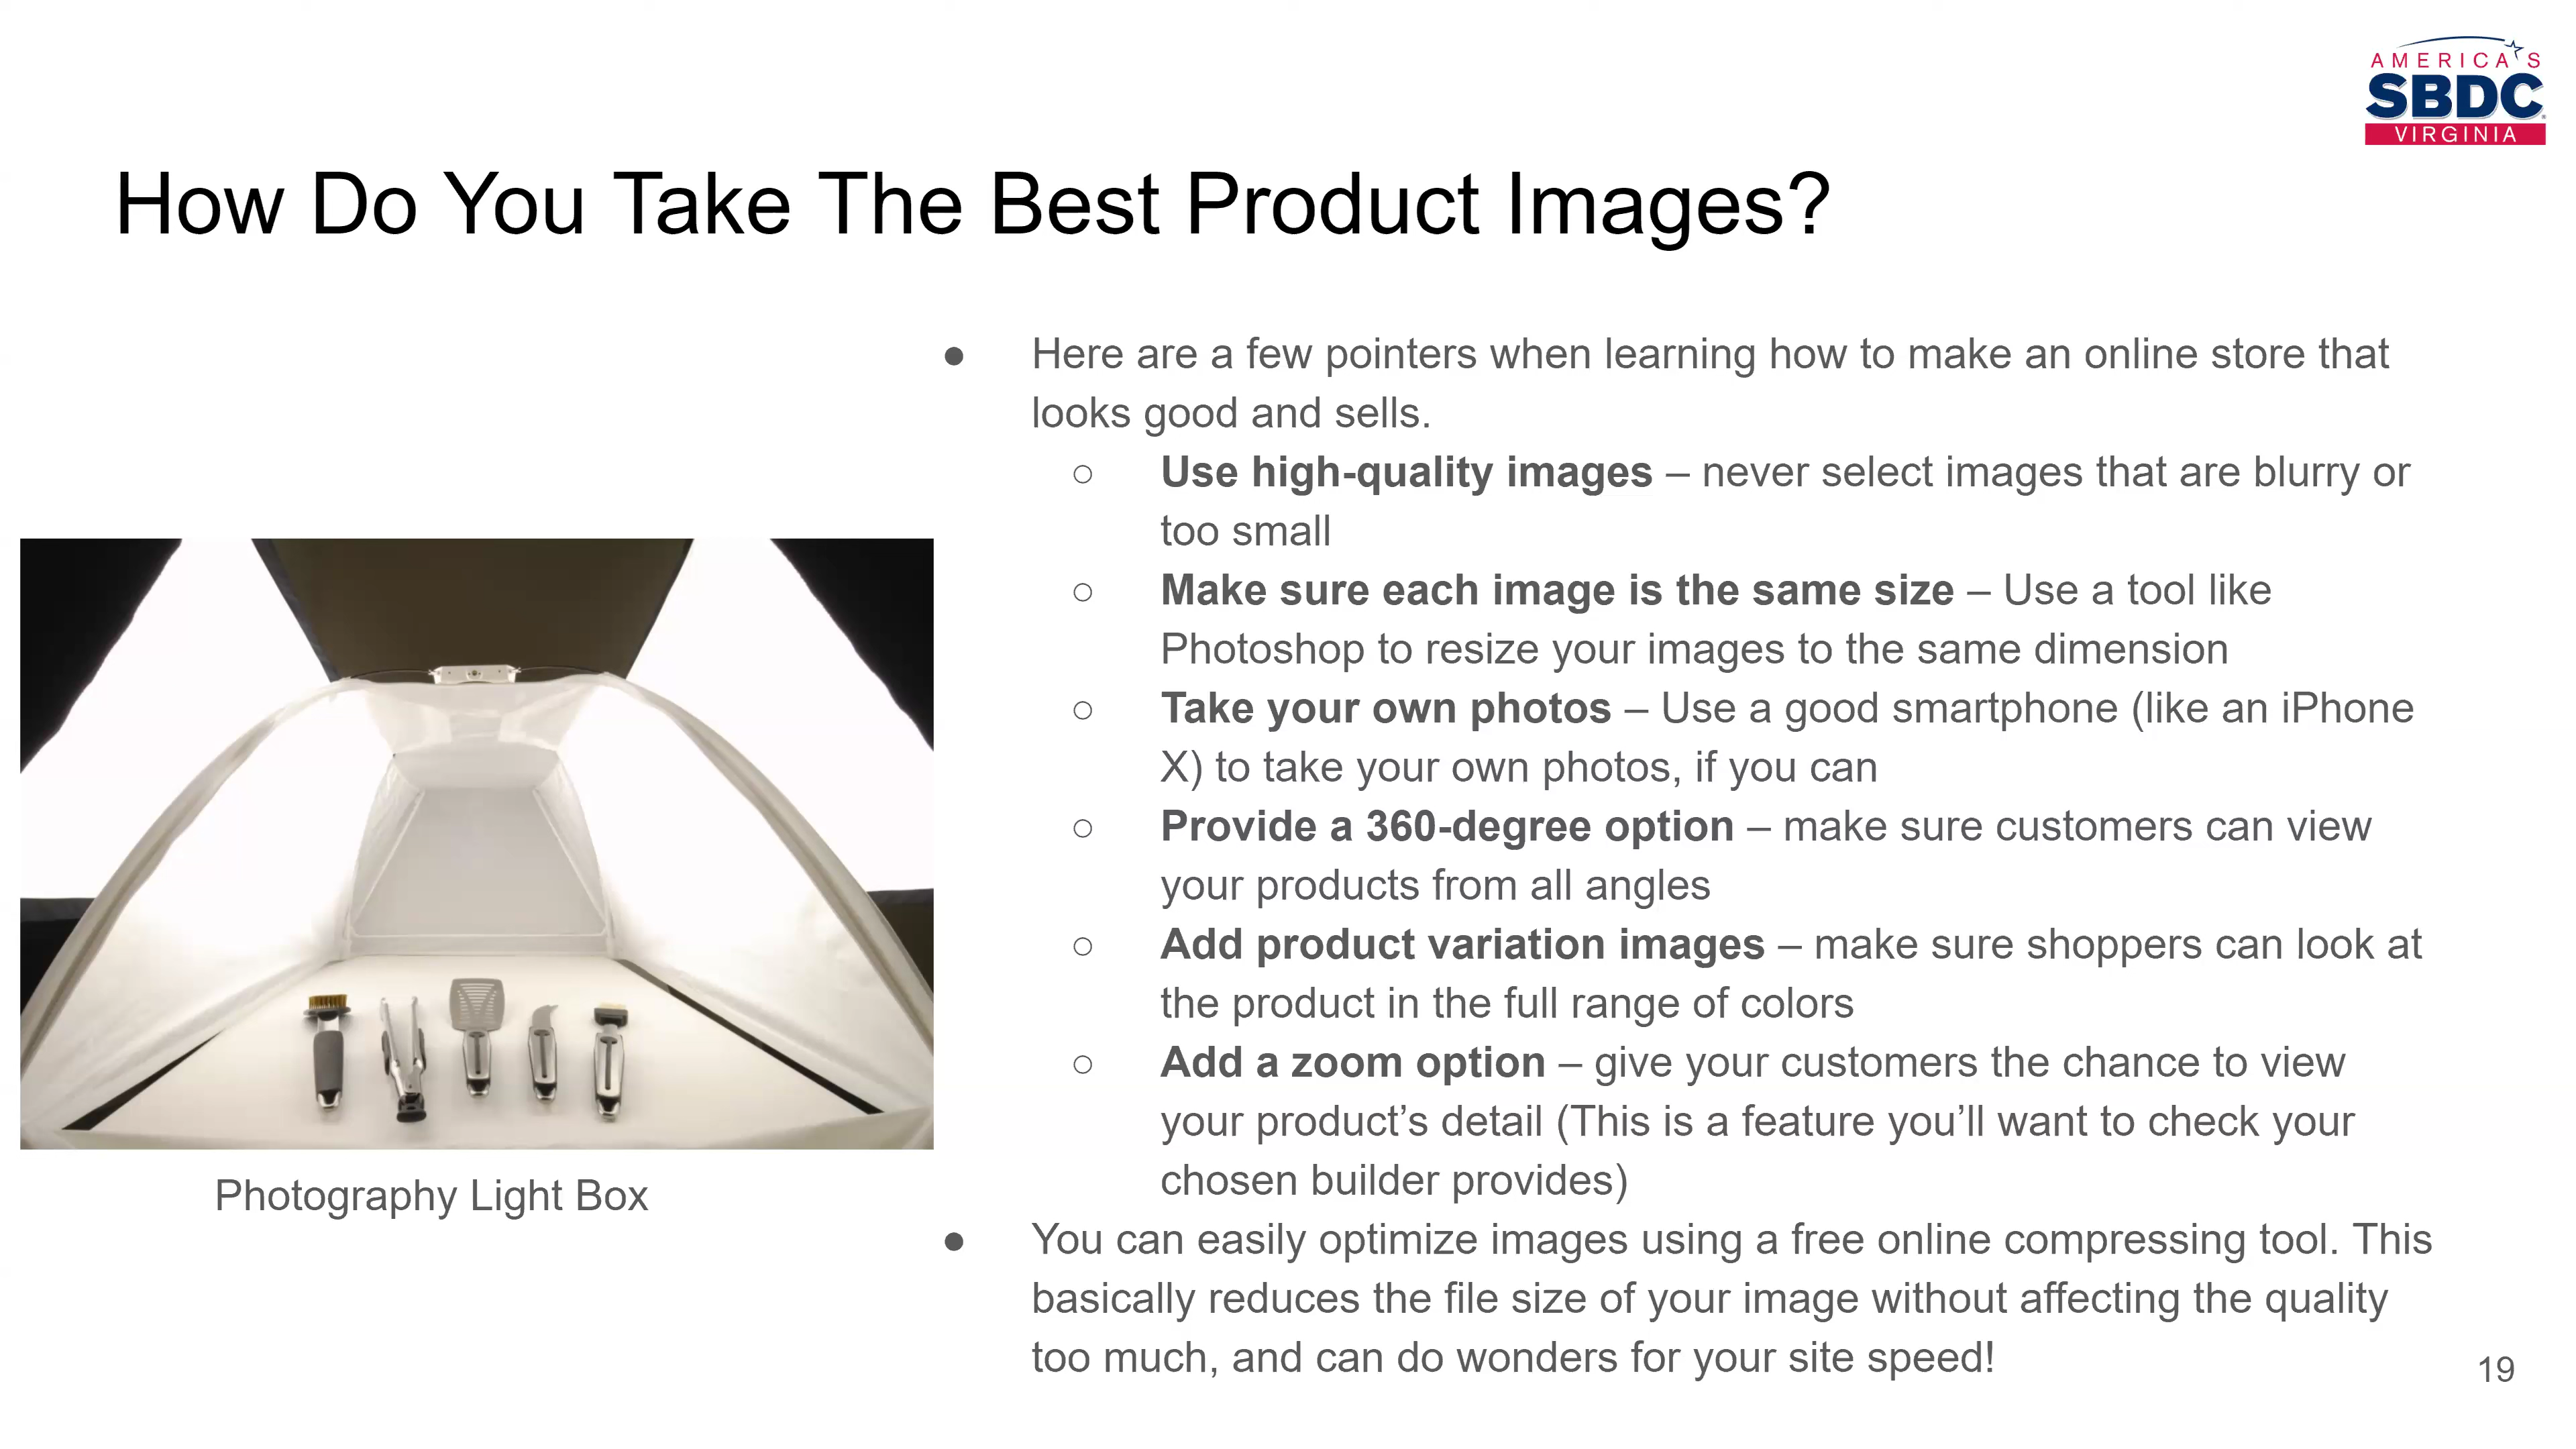 AMERICA'S
SBDC
VIRGINIA
How Do You Take The Best Product Images?
● Here are a few pointers when learning how to make an online store that
looks good and sells.
○ Use high-quality images – never select images that are blurry or
too small
○ Make sure each image is the same size – Use a tool like
Photoshop to resize your images to the same dimension
○ Take your own photos – Use a good smartphone (like an iPhone
X) to take your own photos, if you can
○ Provide a 360-degree option – make sure customers can view
your products from all angles
○ Add product variation images – make sure shoppers can look at
the product in the full range of colors
○ Add a zoom option – give your customers the chance to view
your product’s detail (This is a feature you’ll want to check your
chosen builder provides)
● You can easily optimize images using a free online compressing tool. This
basically reduces the file size of your image without affecting the quality
too much, and can do wonders for your site speed!
Photography Light Box
19